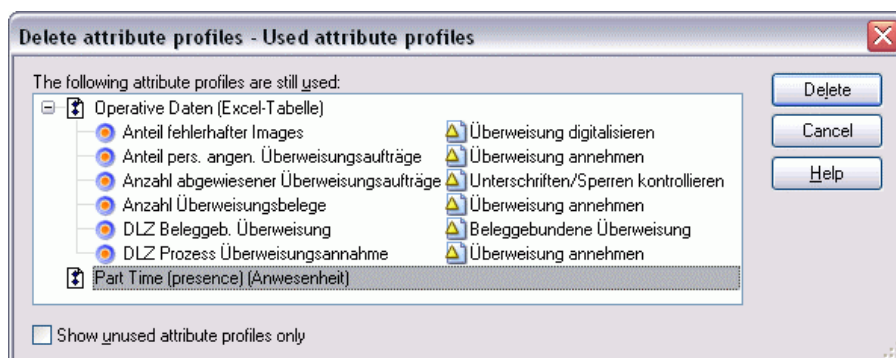 Delete attribute profiles - Used attribute profiles
The following attribute profiles are still used:
Operative Daten (Excel-Tabelle)
Anteil fehlerhafter Images Überweisung digitalisieren
Anteil pers. angen. Überweisungsaufträge Überweisung annehmen
Anzahl abgewiesener Überweisungsaufträge Unterschriften/Sperren kontrollieren
Anzahl Überweisungsbelege Überweisung annehmen
DLZ Beleggeb. Überweisung Beleggebundene Überweisung
DLZ Prozess Überweisungsannahme Überweisung annehmen
Part Time (presence) (Anwesenheit)
Show unused attribute profiles only
Delete
Cancel
Help